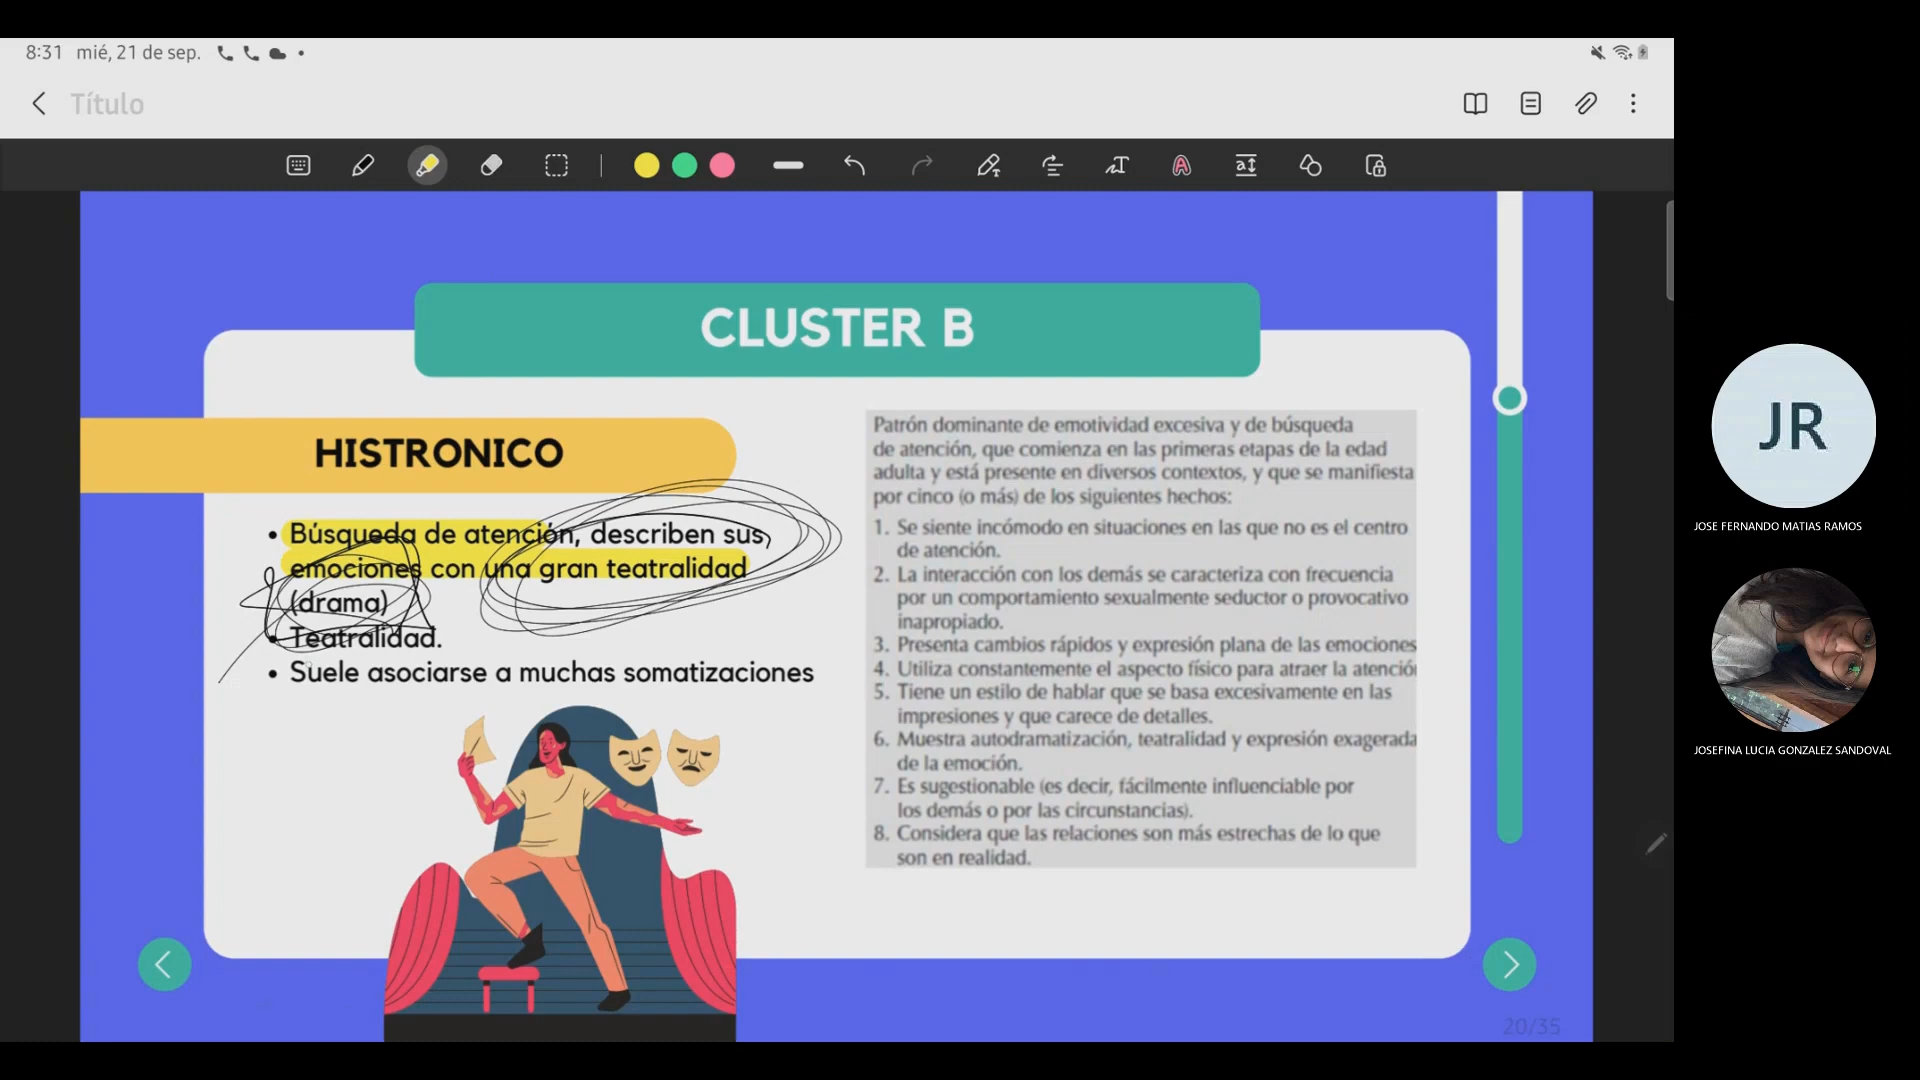 8:31 mié, 21 de sep.
Título
CLUSTER B
HISTRONICO
• Búsqueda de atención, describen sus
emociones con una gran teatralidad
(drama)
• Teatralidad.
• Suele asociarse a muchas somatizaciones
Patrón dominante de emotividad excesiva y de búsqueda
de atención, que comienza en las primeras etapas de la edad
adulta y está presente en diversos contextos, y que se manifiesta
por cinco (o más) de los siguientes hechos:
1. Se siente incómodo en situaciones en las que no es el centro
de atención.
2. La interacción con los demás se caracteriza con frecuencia
por un comportamiento sexualmente seductor o provocativo
inapropiado.
3. Presenta cambios rápidos y expresión plana de las emociones
4. Utiliza constantemente el aspecto físico para atraer la atenció
5. Tiene un estilo de hablar que se basa excesivamente en las
impresiones y que carece de detalles.
6. Muestra autodramatización, teatralidad y expresión exagerada
de la emoción.
7. Es sugestionable (es decir, fácilmente influenciable por
los demás o por las circunstancias).
8. Considera que las relaciones son más estrechas de lo que
son en realidad.
20/35
JR
JOSE FERNANDO MATIAS RAMOS
JOSEFINA LUCIA GONZALEZ SANDOVAL